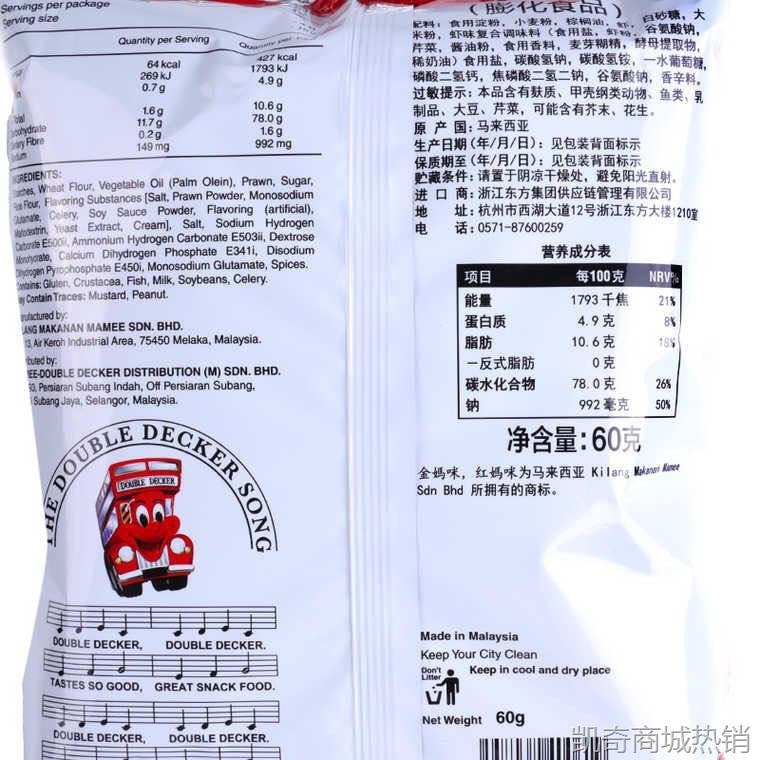 Servings per package
Serving size
Quantity per Serving
Quantity per
64 kcal 427 kcal
269 kJ 1793 kJ
0.7 g 4.9 g
1.6 g 10.6 g
11.7 g 78.0 g
0.2 g 1.6 g
149 mg 992 mg
INGREDIENTS:
Wheat Flour, Vegetable Oil (Palm Olein), Prawn, Sugar,
Flour, Flavoring Substances [Salt, Prawn Powder, Monosodium
Glutamate, Celery, Soy Sauce Powder, Flavoring (artificial),
Maltodextrin, Yeast Extract, Cream], Salt, Sodium Hydrogen
Carbonate E500ii, Ammonium Hydrogen Carbonate E503ii, Dextrose
Monohydrate, Calcium Dihydrogen Phosphate E341i, Disodium
Dihydrogen Pyrophosphate E450i, Monosodium Glutamate, Spices.
Contains: Gluten, Crustacea, Fish, Milk, Soybeans, Celery.
May Contain Traces: Mustard, Peanut.
Manufactured by:
LANG MAKANAN MAMEE SDN. BHD.
Air Keroh Industrial Area, 75450 Melaka, Malaysia.
EE-DOUBLE DECKER DISTRIBUTION (M) SDN. BHD.
Persiaran Subang Indah, Off Persiaran Subang,
Subang Jaya, Selangor, Malaysia.
THE DOUBLE DECKER SONG
DOUBLE DECKER
DOUBLE DECKER, DOUBLE DECKER.
TASTES SO GOOD, GREAT SNACK FOOD.
DOUBLE DECKER, DOUBLE DECKER.
(膨化食品)
配料: 食用淀粉, 小麦粉, 棕榈油, 虾, 白砂糖, 大
米粉, 虾味复合调味料(食用盐, 虾粉, 谷氨酸钠,
芹菜, 酱油粉, 食用香料, 麦芽糊精, 酵母提取物,
稀奶油) 食用盐, 碳酸氢钠, 碳酸氢铵, 一水葡萄糖,
磷酸二氢钙, 焦磷酸二氢二钠, 谷氨酸钠, 香辛料。
过敏提示: 本品含有麸质、甲壳纲类动物、鱼类、乳
制品、大豆、芹菜, 可能含有芥末、花生。
原产国: 马来西亚
生产日期(年/月/日): 见包装背面标示
保质期至(年/月/日): 见包装背面标示
贮藏条件: 请置于阴凉干燥处, 避免阳光直射。
进口商: 浙江东方集团供应链管理有限公司
地址: 杭州市西湖大道12号浙江东方大楼1210室
电话: 0571-87600259
营养成分表
项目 每100克 NRV%
能量 1793 千焦 21%
蛋白质 4.9 克 8%
脂肪 10.6 克 18%
—反式脂肪 0 克
碳水化合物 78.0 克 26%
钠 992 毫克 50%
净含量: 60克
金媽咪, 红媽咪为马来西亚 Kilang Makanan Mamee
Sdn Bhd 所拥有的商标。
Made in Malaysia
Keep Your City Clean
Don't
Litter
Keep in cool and dry place
Net Weight 60g
凯奇商城热销